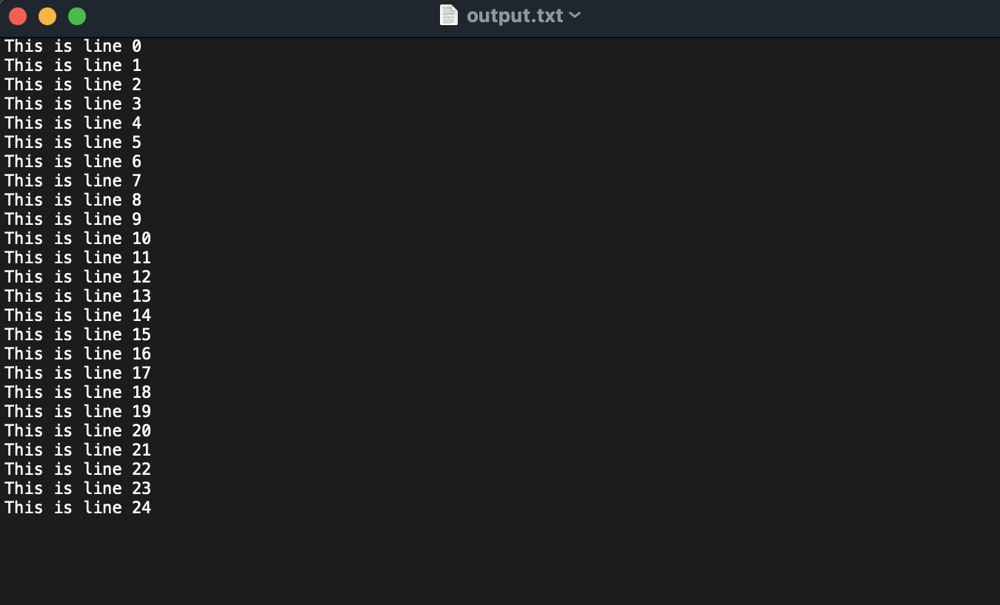 output.txt
This is line 0
This is line 1
This is line 2
This is line 3
This is line 4
This is line 5
This is line 6
This is line 7
This is line 8
This is line 9
This is line 10
This is line 11
This is line 12
This is line 13
This is line 14
This is line 15
This is line 16
This is line 17
This is line 18
This is line 19
This is line 20
This is line 21
This is line 22
This is line 23
This is line 24